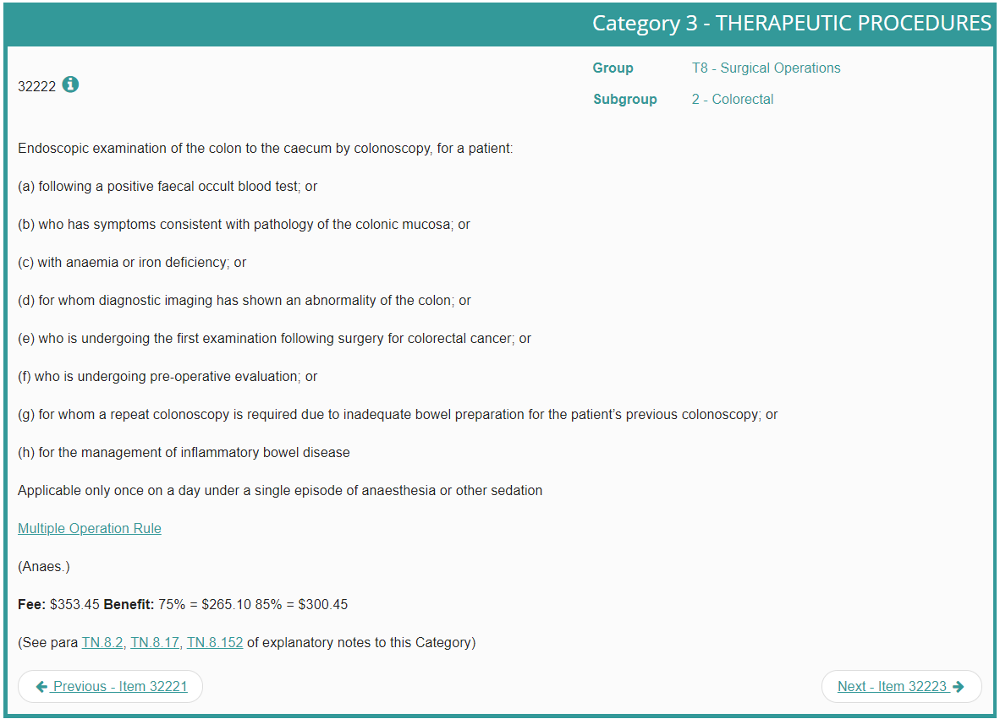 Category 3 - THERAPEUTIC PROCEDURES
32222
Group T8 - Surgical Operations
Subgroup 2 - Colorectal
Endoscopic examination of the colon to the caecum by colonoscopy, for a patient:
(a) following a positive faecal occult blood test; or
(b) who has symptoms consistent with pathology of the colonic mucosa; or
(c) with anaemia or iron deficiency; or
(d) for whom diagnostic imaging has shown an abnormality of the colon; or
(e) who is undergoing the first examination following surgery for colorectal cancer; or
(f) who is undergoing pre-operative evaluation; or
(g) for whom a repeat colonoscopy is required due to inadequate bowel preparation for the patient’s previous colonoscopy; or
(h) for the management of inflammatory bowel disease
Applicable only once on a day under a single episode of anaesthesia or other sedation
Multiple Operation Rule
(Anaes.)
Fee: $353.45 Benefit: 75% = $265.10 85% = $300.45
(See para TN.8.2, TN.8.17, TN.8.152 of explanatory notes to this Category)
Previous - Item 32221
Next - Item 32223